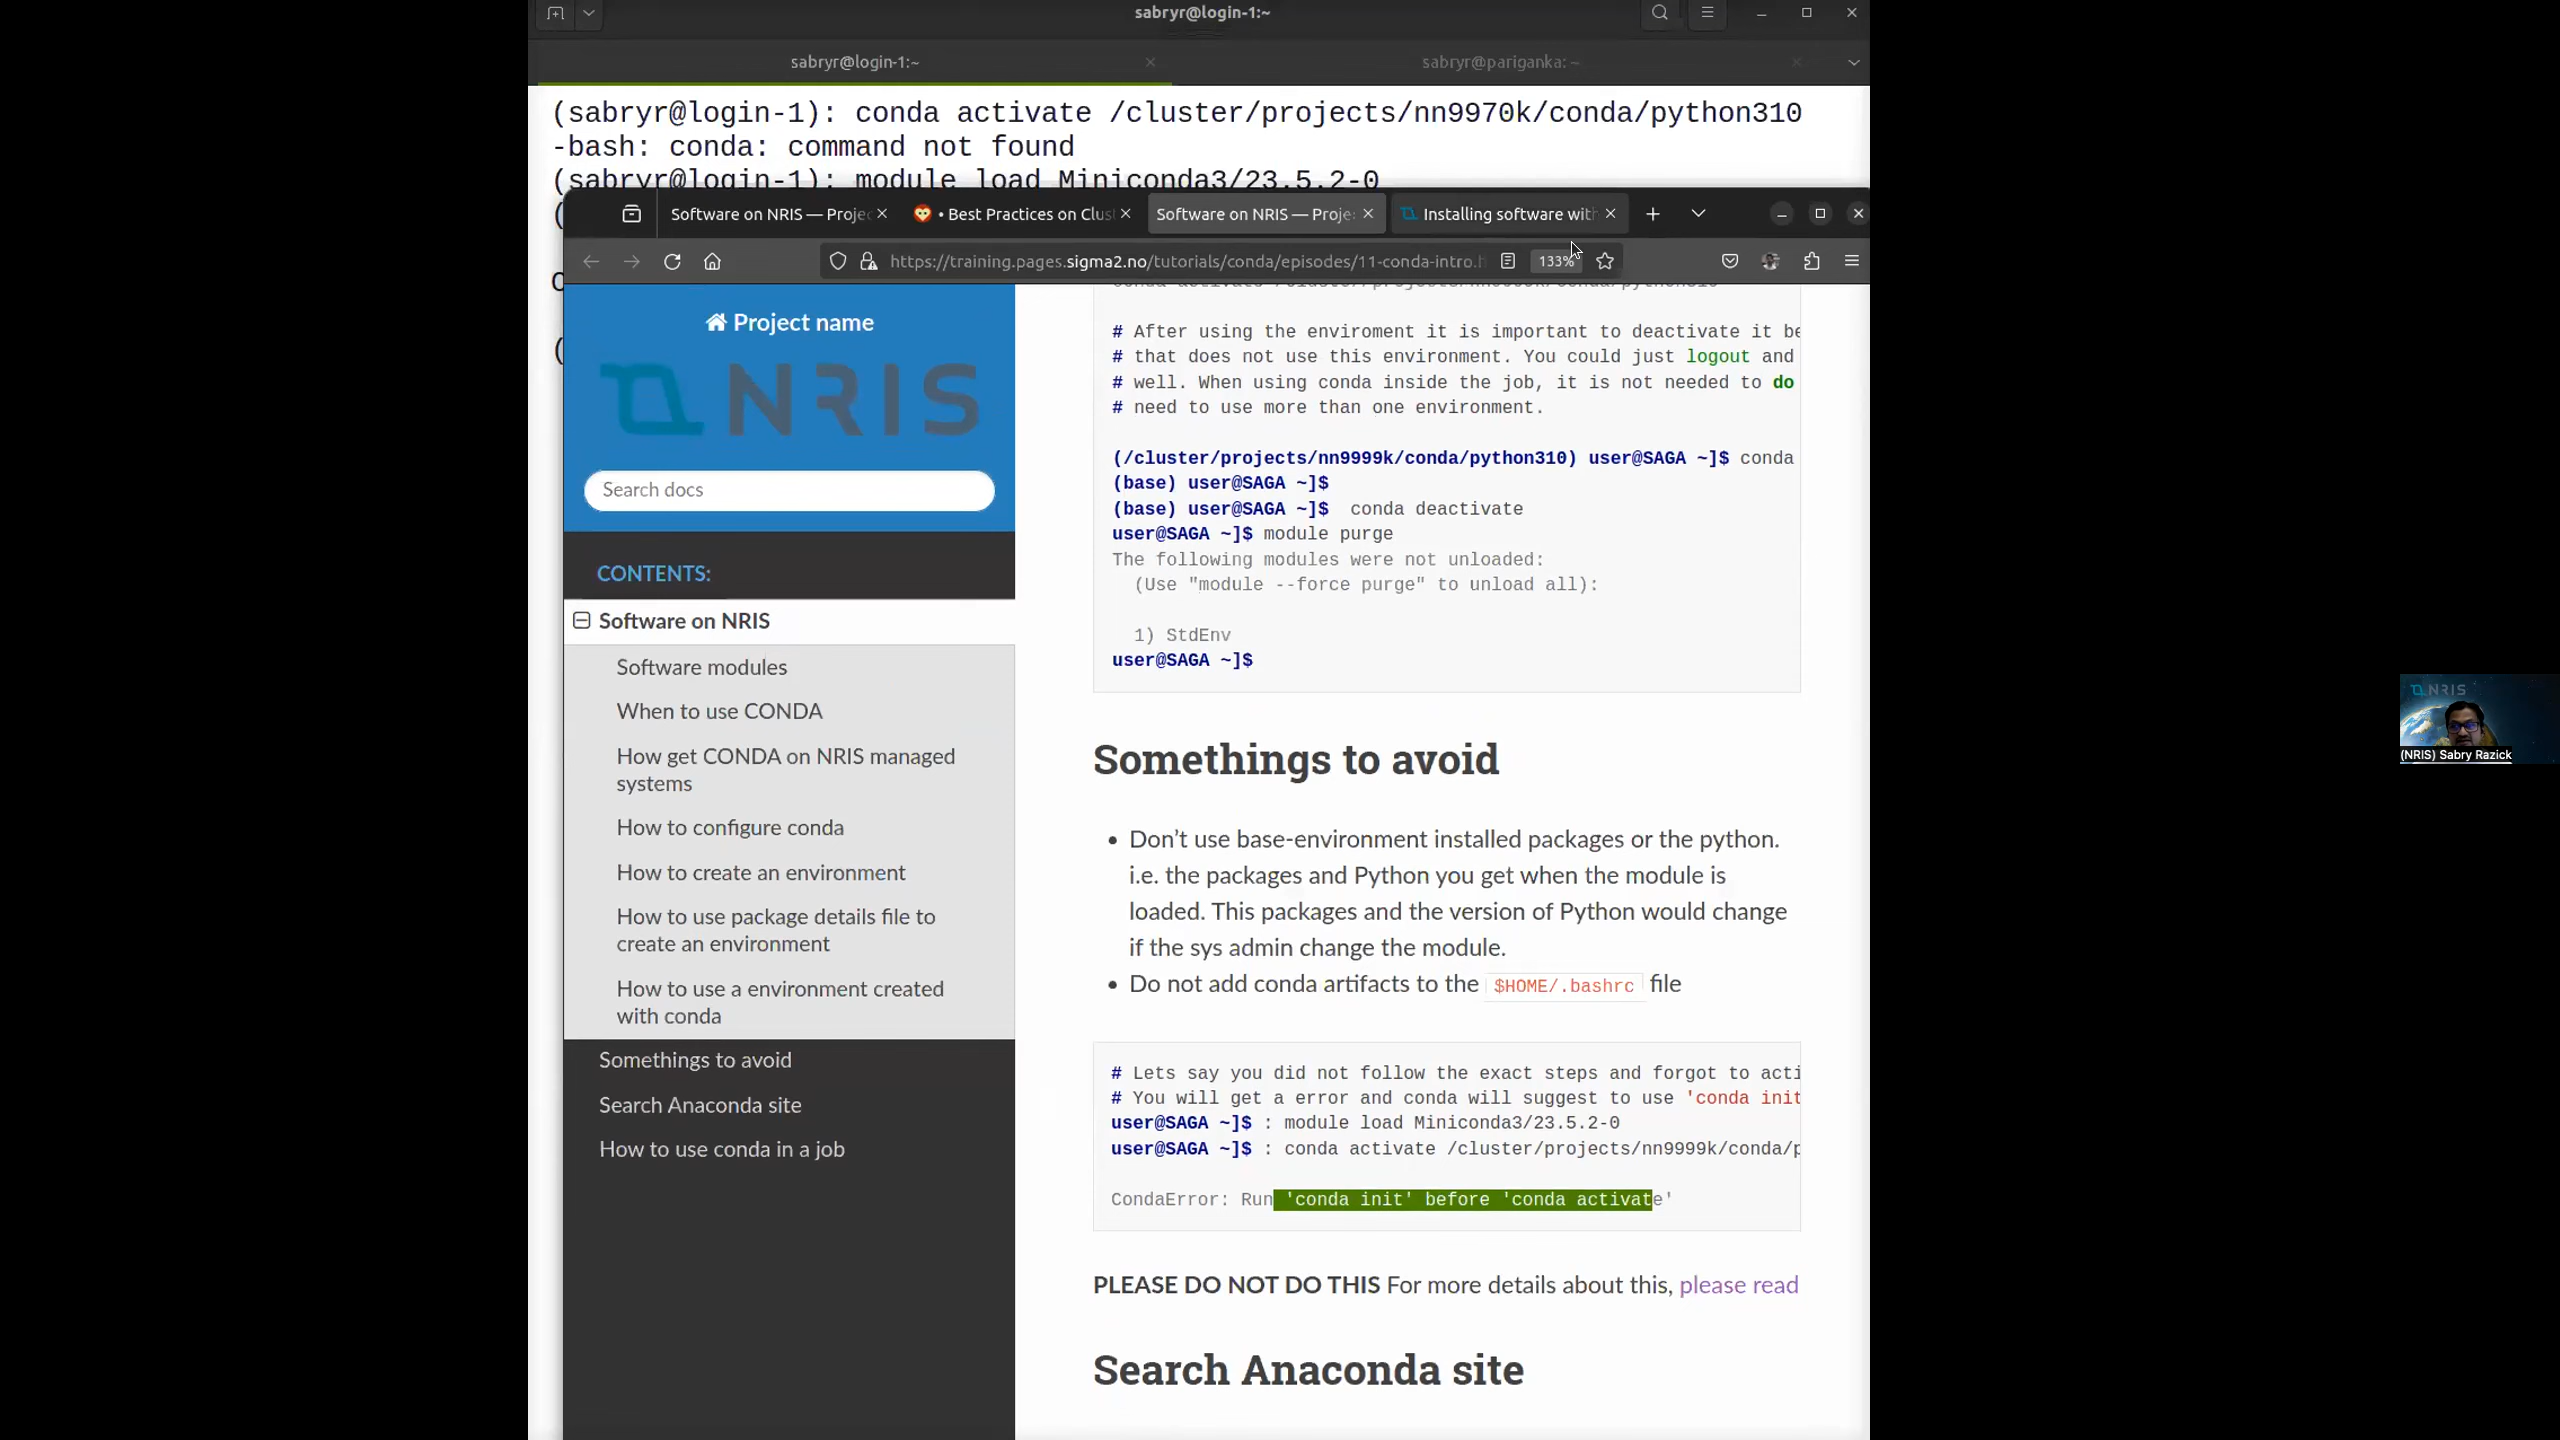 sabryr@login-1:~
sabryr@login-1:~
sabryr@pariganka: ~
(sabryr@login-1): conda activate /cluster/projects/nn9970k/conda/python310
-bash: conda: command not found
(sabryr@login-1): module load Miniconda3/23.5.2-0
Software on NRIS — Projec
• Best Practices on Clus
Software on NRIS — Proje
Installing software with
https://training.pages.sigma2.no/tutorials/conda/episodes/11-conda-intro.h
133%
Project name
NRIS
Search docs
CONTENTS:
Software on NRIS
Software modules
When to use CONDA
How get CONDA on NRIS managed
systems
How to configure conda
How to create an environment
How to use package details file to
create an environment
How to use a environment created
with conda
Somethings to avoid
Search Anaconda site
How to use conda in a job
# After using the enviroment it is important to deactivate it be
# that does not use this environment. You could just logout and
# well. When using conda inside the job, it is not needed to do
# need to use more than one environment.
(/cluster/projects/nn9999k/conda/python310) user@SAGA ~]$ conda
(base) user@SAGA ~]$
(base) user@SAGA ~]$ conda deactivate
user@SAGA ~]$ module purge
The following modules were not unloaded:
(Use "module --force purge" to unload all):
1) StdEnv
user@SAGA ~]$
Somethings to avoid
• Don’t use base-environment installed packages or the python.
i.e. the packages and Python you get when the module is
loaded. This packages and the version of Python would change
if the sys admin change the module.
• Do not add conda artifacts to the $HOME/.bashrc file
# Lets say you did not follow the exact steps and forgot to acti
# You will get a error and conda will suggest to use 'conda init
user@SAGA ~]$ : module load Miniconda3/23.5.2-0
user@SAGA ~]$ : conda activate /cluster/projects/nn9999k/conda/p
CondaError: Run 'conda init' before 'conda activate'
PLEASE DO NOT DO THIS For more details about this, please read
Search Anaconda site
NRIS
(NRIS) Sabry Razick